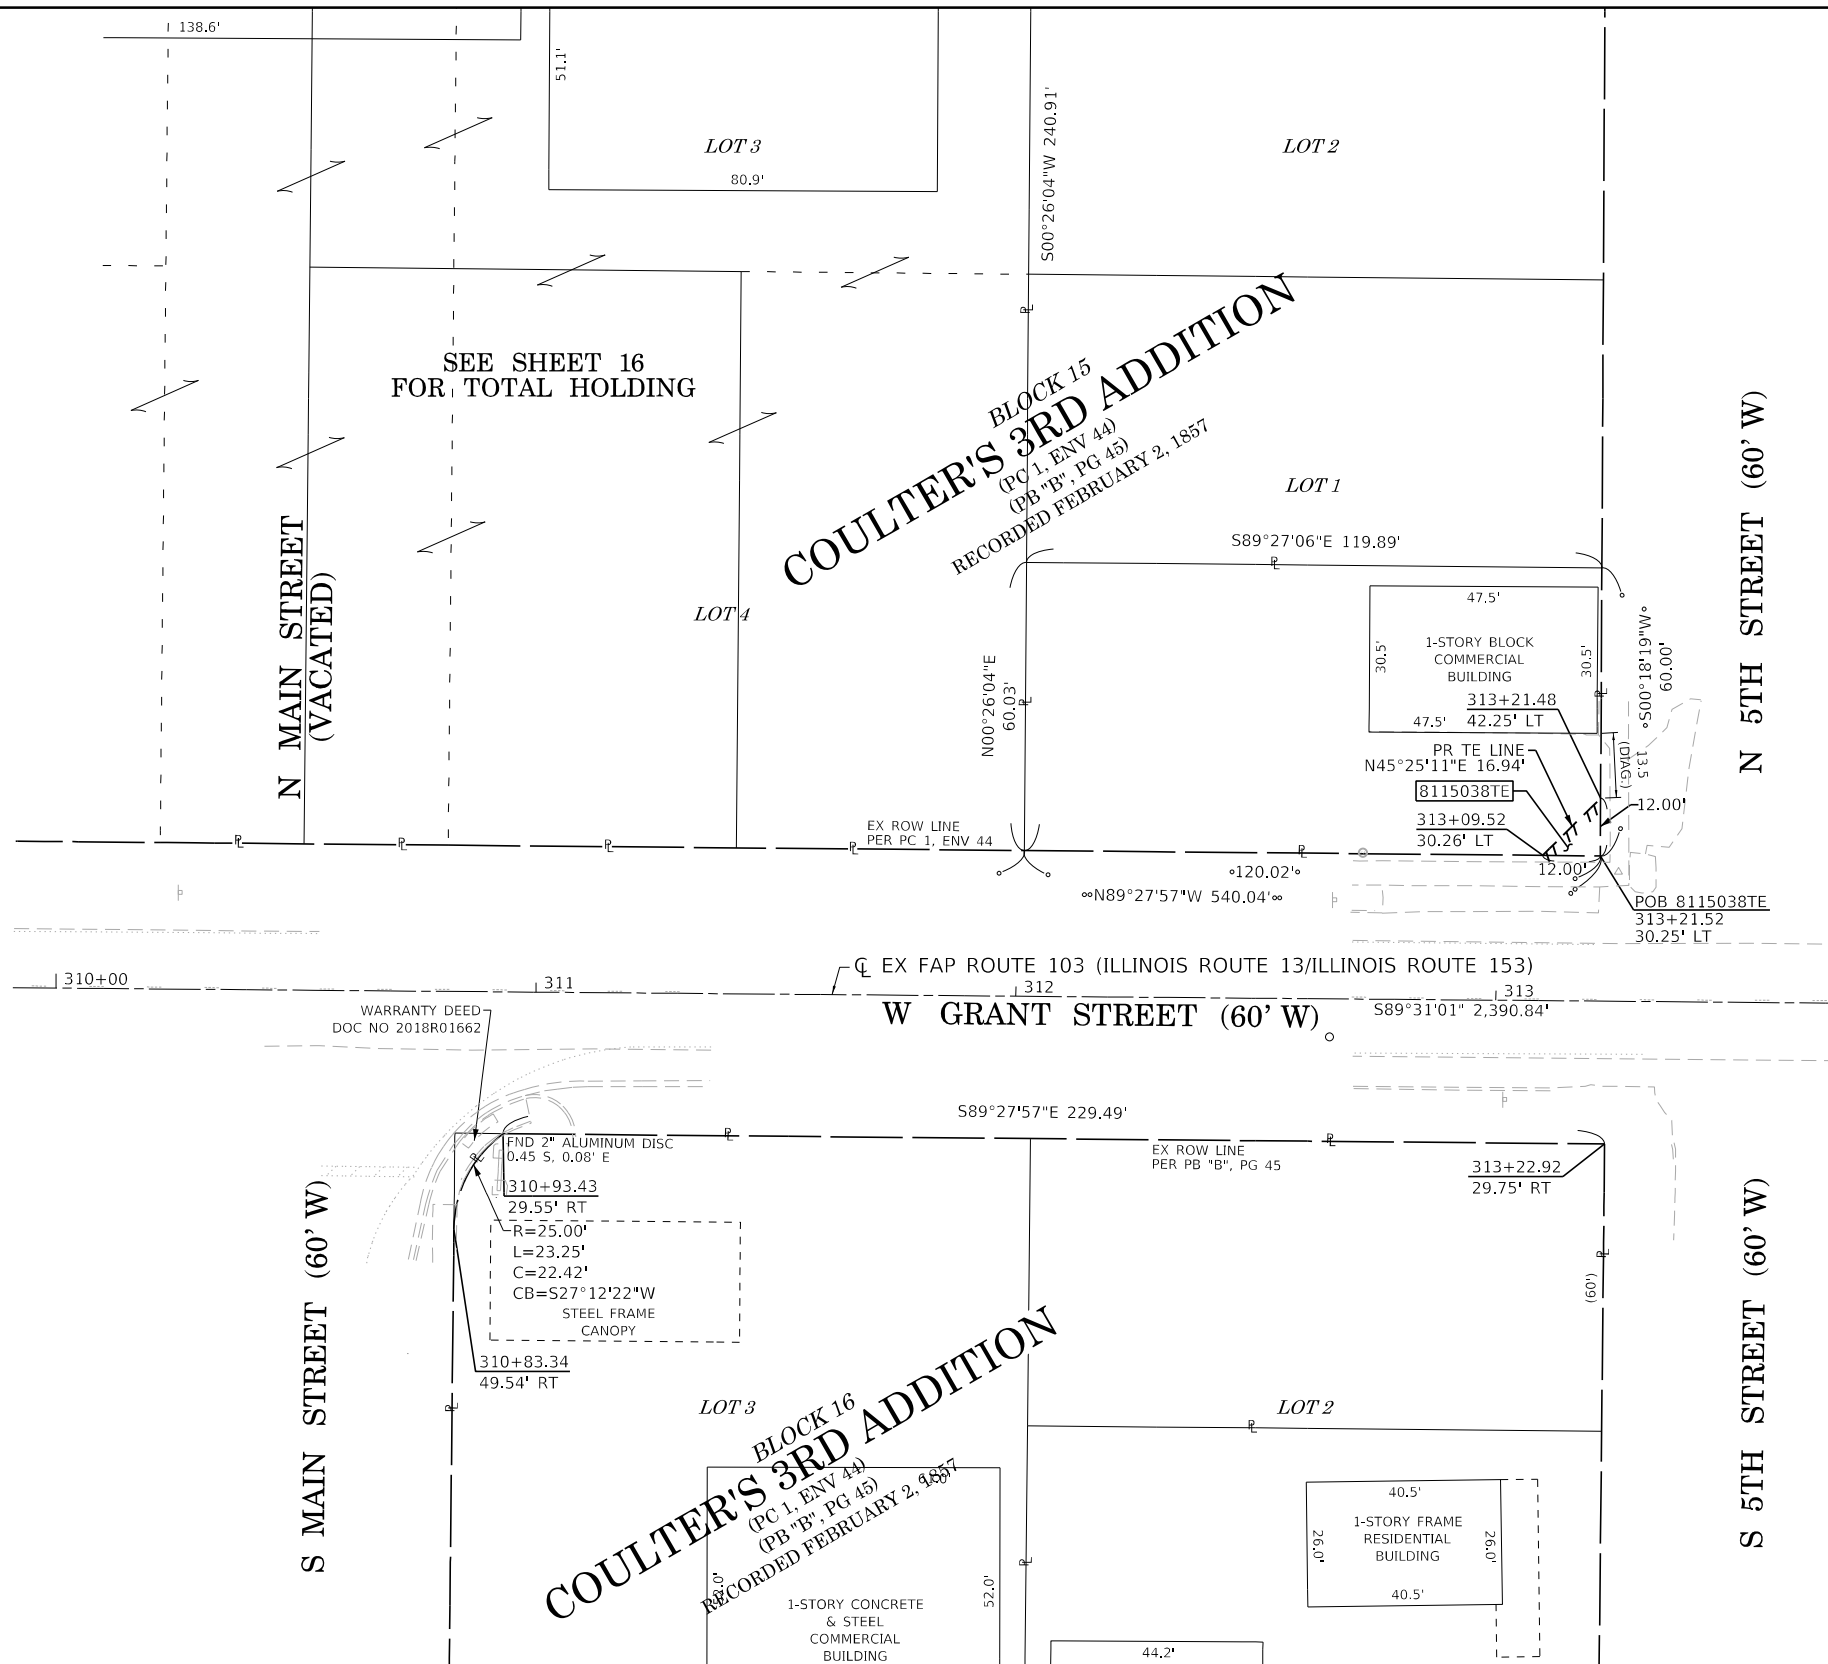 138.6'
51.1'
LOT 3
80.9'
S00°26'04"W 240.91'
LOT 2
SEE SHEET 16
FOR TOTAL HOLDING
BLOCK 15
COULTER'S 3RD ADDITION
(PC 1, ENV 44)
(PB "B", PG 45)
RECORDED FEBRUARY 2, 1857
LOT 1
N 5TH STREET (60' W)
S89°27'06"E 119.89'
N MAIN STREET
(VACATED)
LOT 4
N00°26'04"E
60.03'
47.5'
30.5'
1-STORY BLOCK
COMMERCIAL
BUILDING
30.5'
47.5'
S00°18'16"W
60.00'
313+21.48
42.25' LT
PR TE LINE
N45°25'11"E 16.94'
8115038TE
313+09.52
30.26' LT
13.5
(DIAG.)
12.00'
12.00'
EX ROW LINE
PER PC 1, ENV 44
120.02'
N89°27'57"W 540.04'
POB 8115038TE
313+21.52
30.25' LT
310+00
311
℄ EX FAP ROUTE 103 (ILLINOIS ROUTE 13/ILLINOIS ROUTE 153)
312
313
W GRANT STREET (60' W)
S89°31'01" 2,390.84'
WARRANTY DEED
DOC NO 2018R01662
S89°27'57"E 229.49'
FND 2" ALUMINUM DISC
0.45 S, 0.08' E
EX ROW LINE
PER PB "B", PG 45
310+93.43
29.55' RT
313+22.92
29.75' RT
R=25.00'
L=23.25'
C=22.42'
CB=S27°12'22"W
STEEL FRAME
CANOPY
310+83.34
49.54' RT
(60')
S MAIN STREET (60' W)
S 5TH STREET (60' W)
LOT 3
LOT 2
BLOCK 16
COULTER'S 3RD ADDITION
(PC 1, ENV 44)
(PB "B", PG 45)
RECORDED FEBRUARY 2, 1857
52.0'
1-STORY CONCRETE
& STEEL
COMMERCIAL
BUILDING
40.5'
26.0'
1-STORY FRAME
RESIDENTIAL
BUILDING
26.0'
40.5'
44.2'